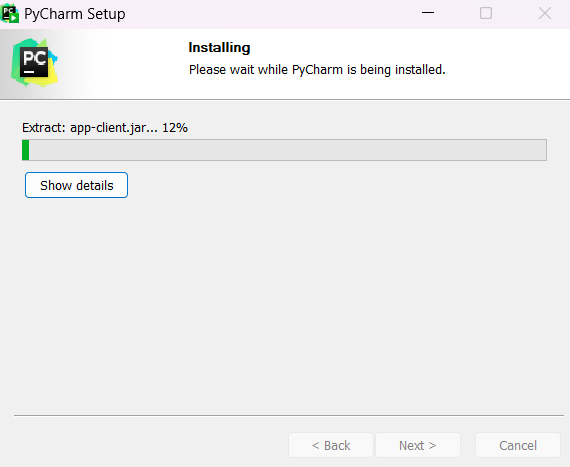 PC
PyCharm Setup
PC
Installing
Please wait while PyCharm is being installed.
Extract: app-client.jar... 12%
Show details
< Back
Next >
Cancel